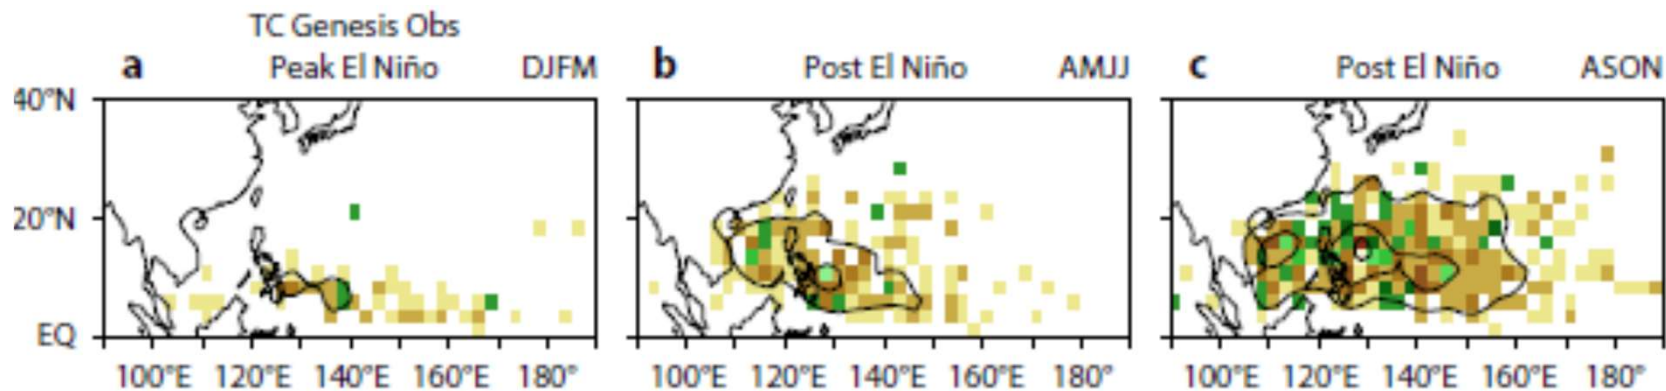 TC Genesis Obs
a Peak El Niño DJFM
b Post El Niño AMJJ
c Post El Niño ASON
40°N
20°N
EQ
100°E 120°E 140°E 160°E 180°
100°E 120°E 140°E 160°E 180°
100°E 120°E 140°E 160°E 180°